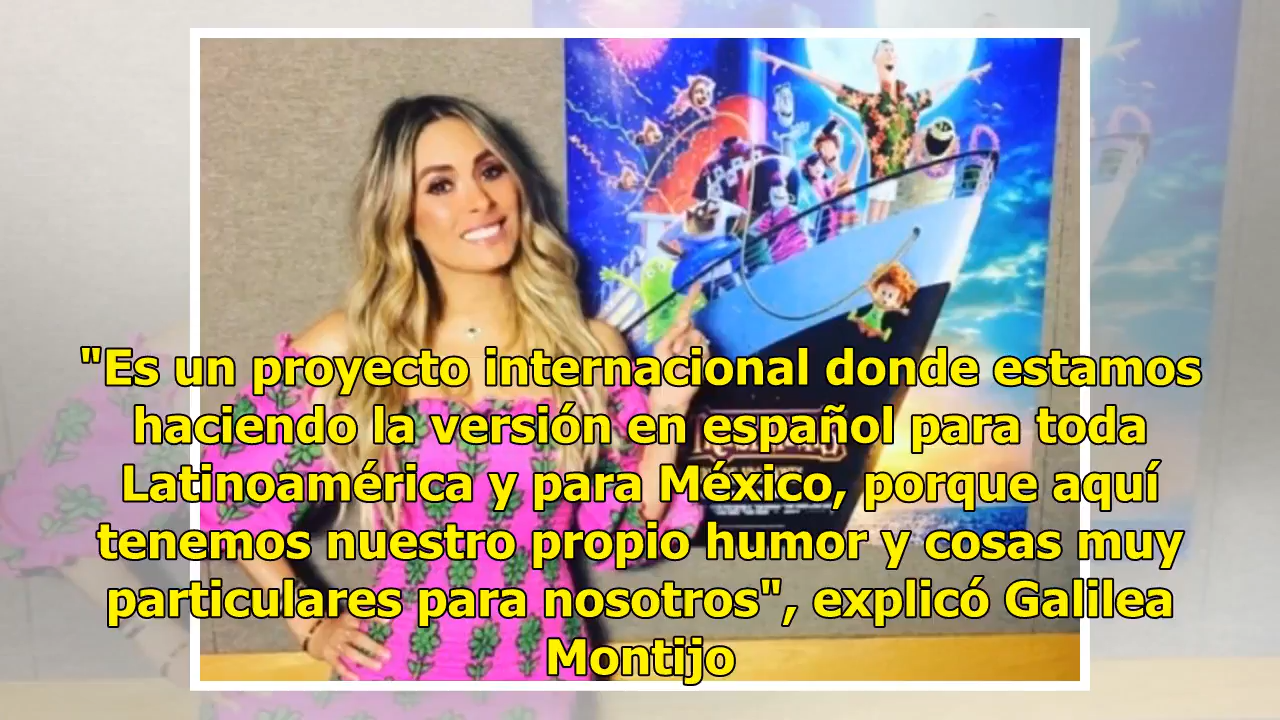 "Es un proyecto internacional donde estamos
haciendo la versión en español para toda
Latinoamérica y para México, porque aquí
tenemos nuestro propio humor y cosas muy
particulares para nosotros", explicó Galilea
Montijo